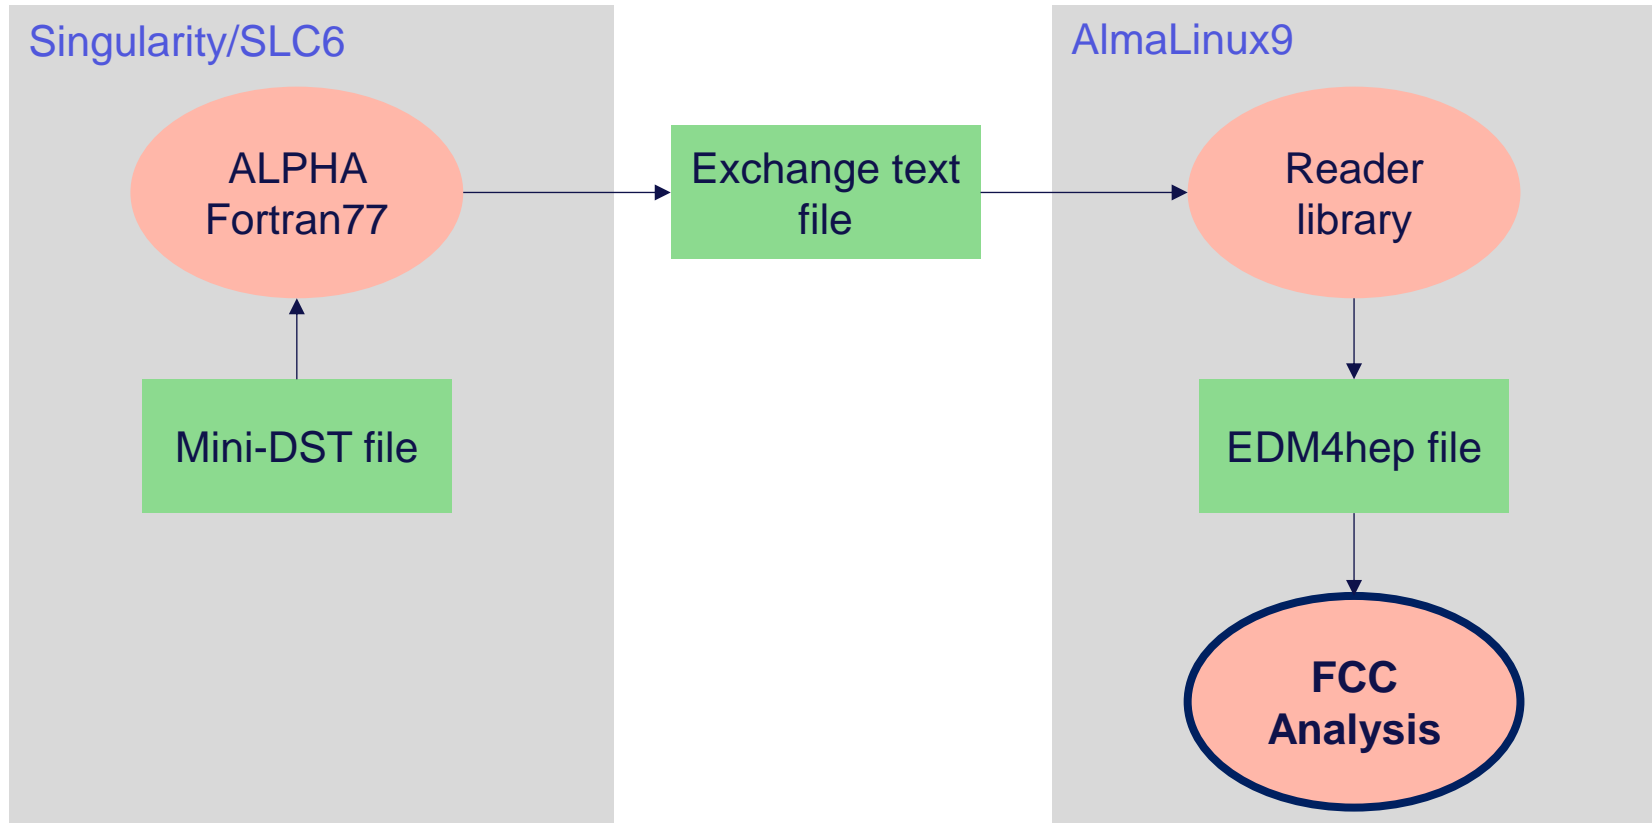 Singularity/SLC6
ALPHA
Fortran77
Mini-DST file
Exchange text
file
AlmaLinux9
Reader
library
EDM4hep file
FCC
Analysis